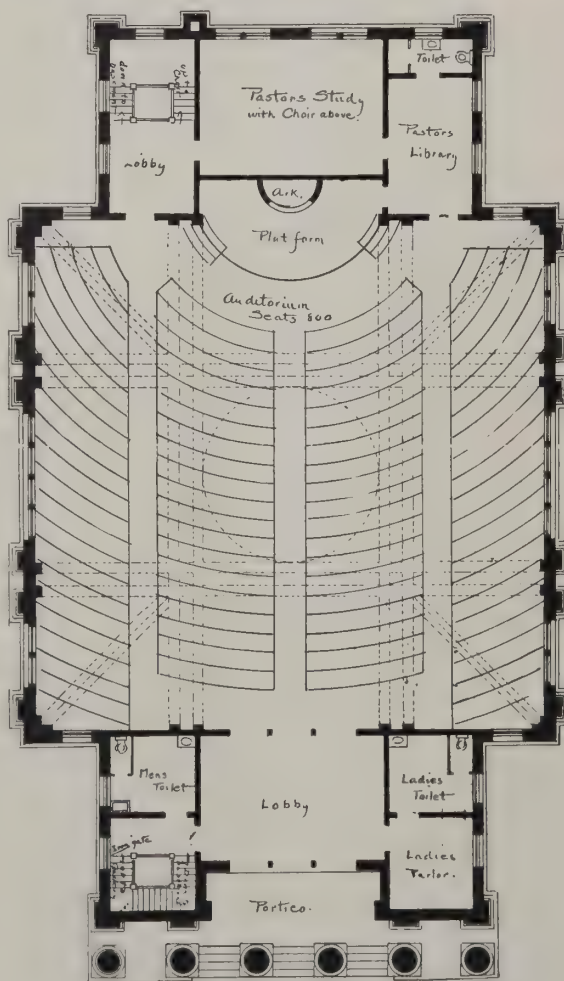 Toilet
Pastors Study
with Choir above.
Pastors
Library
Lobby
Ark.
Platform
Auditorium
Seats 800
Mens
Toilet
Lobby
Ladies
Toilet
Ladies
Parlor.
Portico.